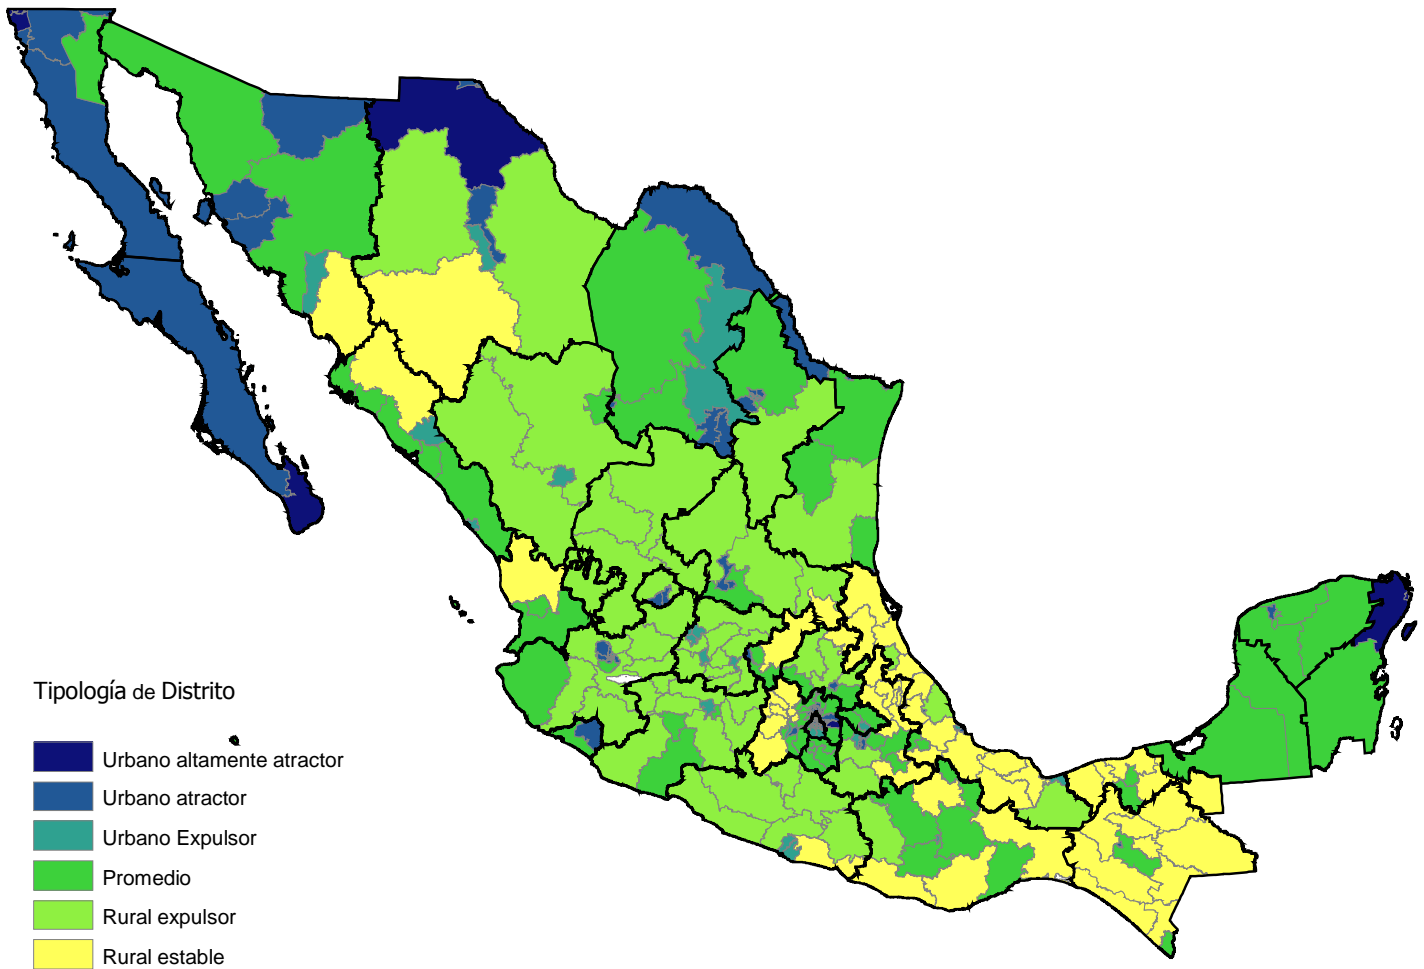 Tipología de Distrito
Urbano altamente atractor
Urbano atractor
Urbano Expulsor
Promedio
Rural expulsor
Rural estable